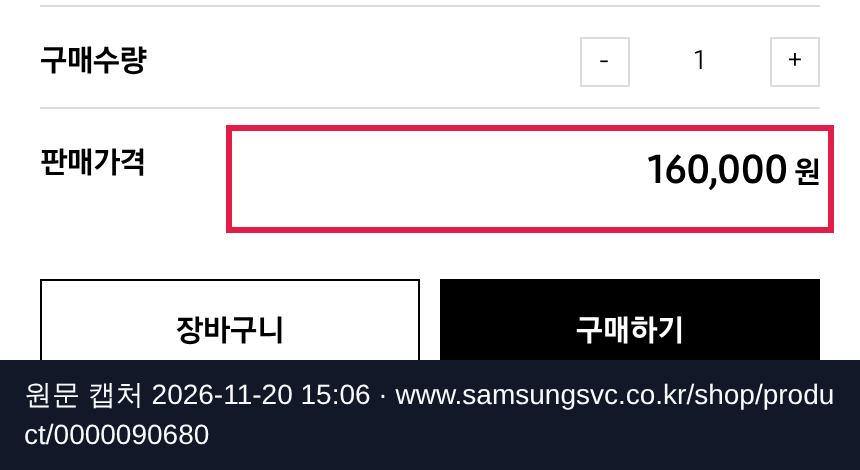 구매수량
- 1 +
판매가격
160,000 원
장바구니 구매하기
원문 캡처 2026-11-20 15:06 · www.samsungsvc.co.kr/shop/produ
ct/0000090680